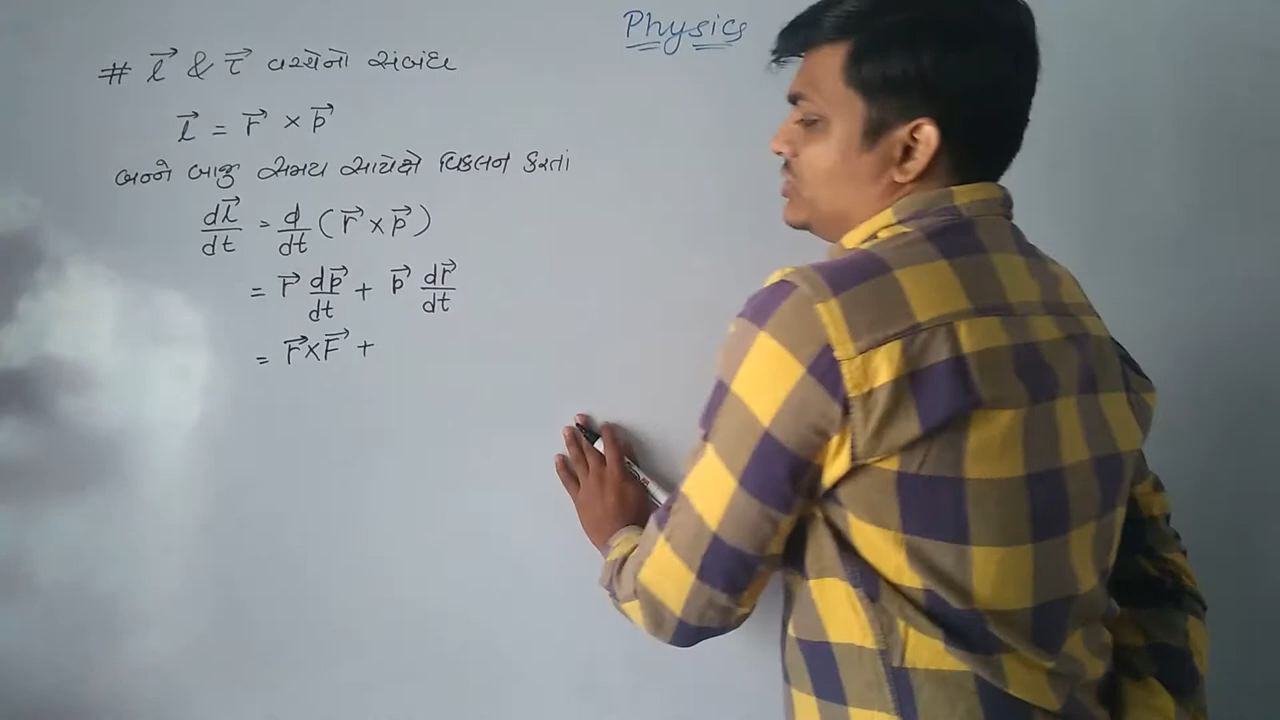 Physics
# l⃗ & τ⃗ વચ્ચેનો સંબંધ
l⃗ = r⃗ × p⃗
બન્ને બાજુ સમય સાપેક્ષે વિકલન કરતાં
dl⃗/dt = d/dt (r⃗ × p⃗)
= r⃗ dp⃗/dt + p⃗ dr⃗/dt
= r⃗ × F⃗ +